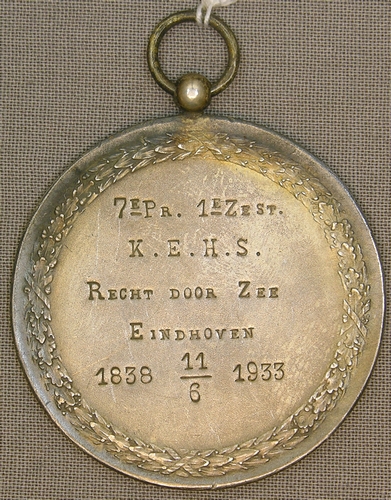 7E PR. 1E ZEST.
K.E.H.S.
RECHT DOOR ZEE
EINDHOVEN
1838 11/6 1933